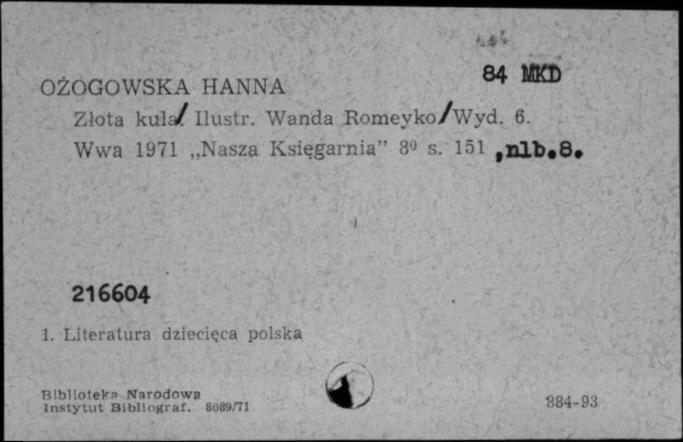 84 MKD
OŻOGOWSKA HANNA
Złota kula/ Ilustr. Wanda Romeyko/Wyd. 6.
Wwa 1971 „Nasza Księgarnia” 8⁰ s. 151 ,nlb.8.
216604
1. Literatura dziecięca polska
Biblioteka Narodowa
Instytut Bibliograf. 8089/71
884-93